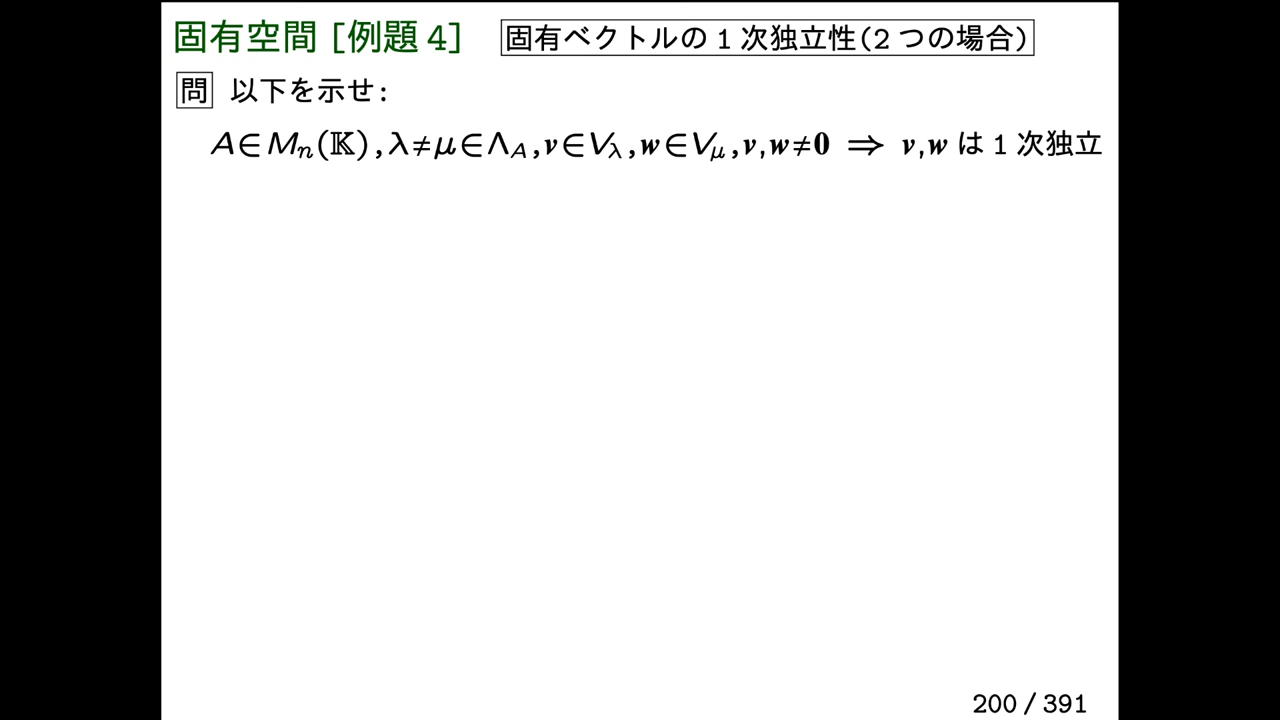 固有空間 [例題 4] 固有ベクトルの 1 次独立性(2 つの場合)
問 以下を示せ:
A∈Mn(𝕂),λ≠μ∈ΛA,v∈Vλ,w∈Vμ,v,w≠0 ⇒ v,w は 1 次独立
200 / 391